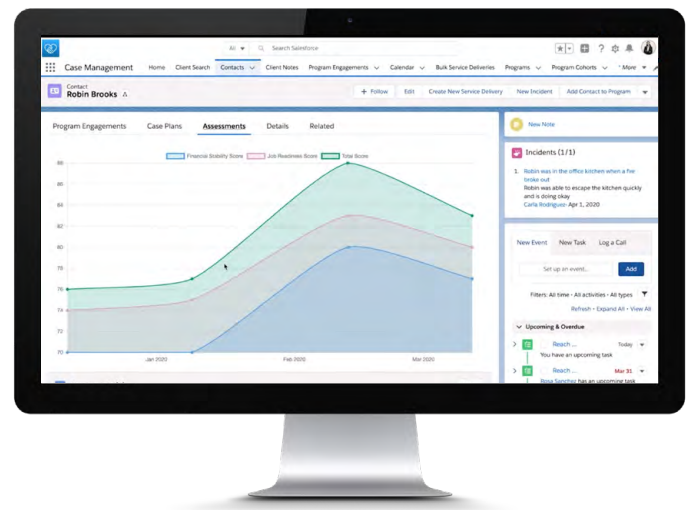 All
Search Salesforce
Case Management Home Client Search Contacts Client Notes Program Engagements Calendar Bulk Service Deliveries Programs Program Cohorts * More
Contact
Robin Brooks
+ Follow Edit Create New Service Delivery New Incident Add Contact to Program
Program Engagements Case Plans Assessments Details Related
Financial Stability Score Job Readiness Score Total Score
88
86
84
82
80
78
76
74
72
70
Jan 2020 Feb 2020 Mar 2020
New Note
Incidents (1/1)
1. Robin was in the office kitchen when a fire
broke out
Robin was able to escape the kitchen quickly
and is doing okay
Carla Rodriguez- Apr 1, 2020
New Event New Task Log a Call
Set up an event... Add
Filters: All time • All activities • All types
Refresh • Expand All • View All
Upcoming & Overdue
Reach ... Today
You have an upcoming task
Reach ... Mar 31
Rosa Sanchez has an upcoming task